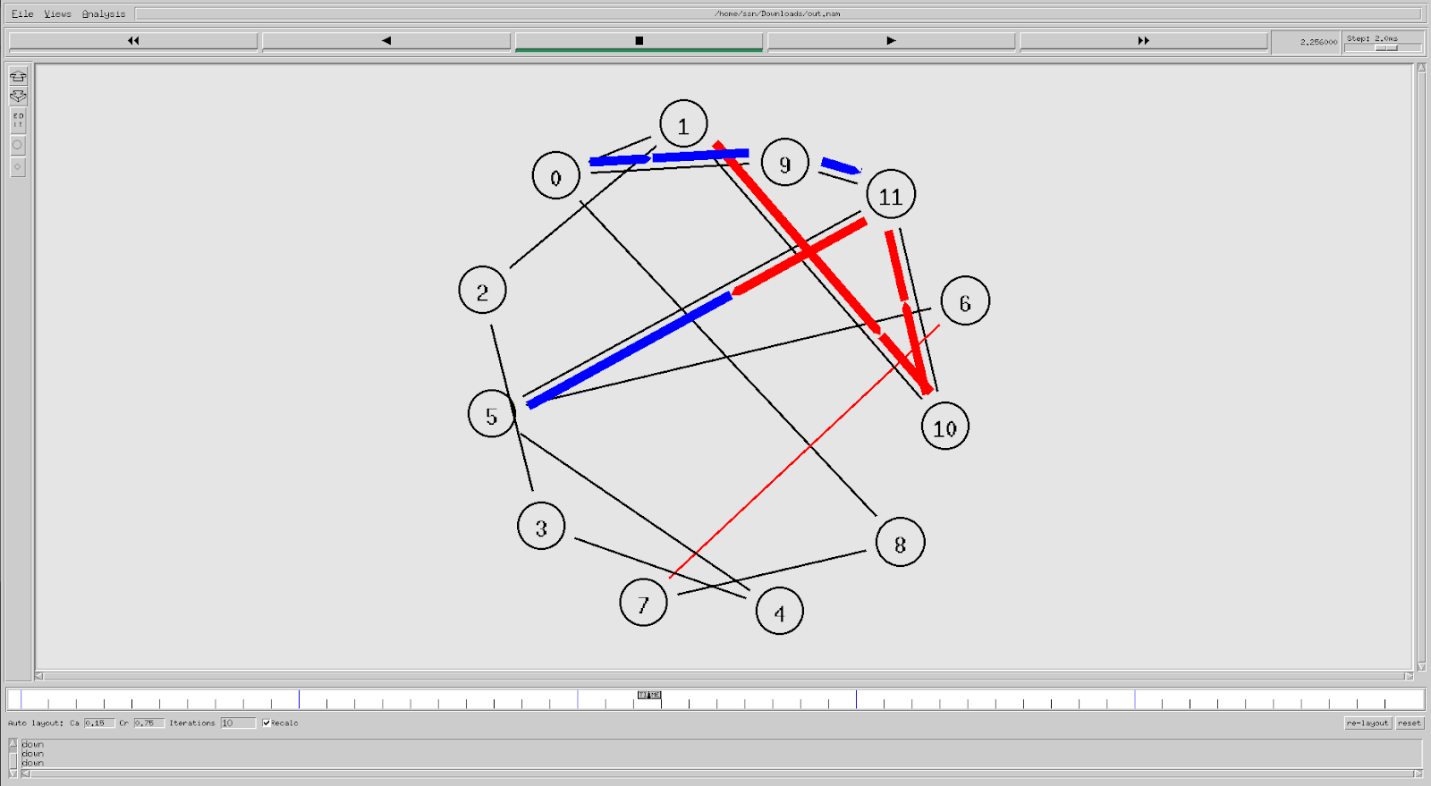 File Views Analysis /home/ssn/Downloads/out.nam
2.256000 Step: 2.0ms
1
9
0
11
2
6
5
10
3
8
7
4
Auto layout: Ca 0.15 Cr 0.75 Iterations 10 Recalc re-layout reset
down
down
down